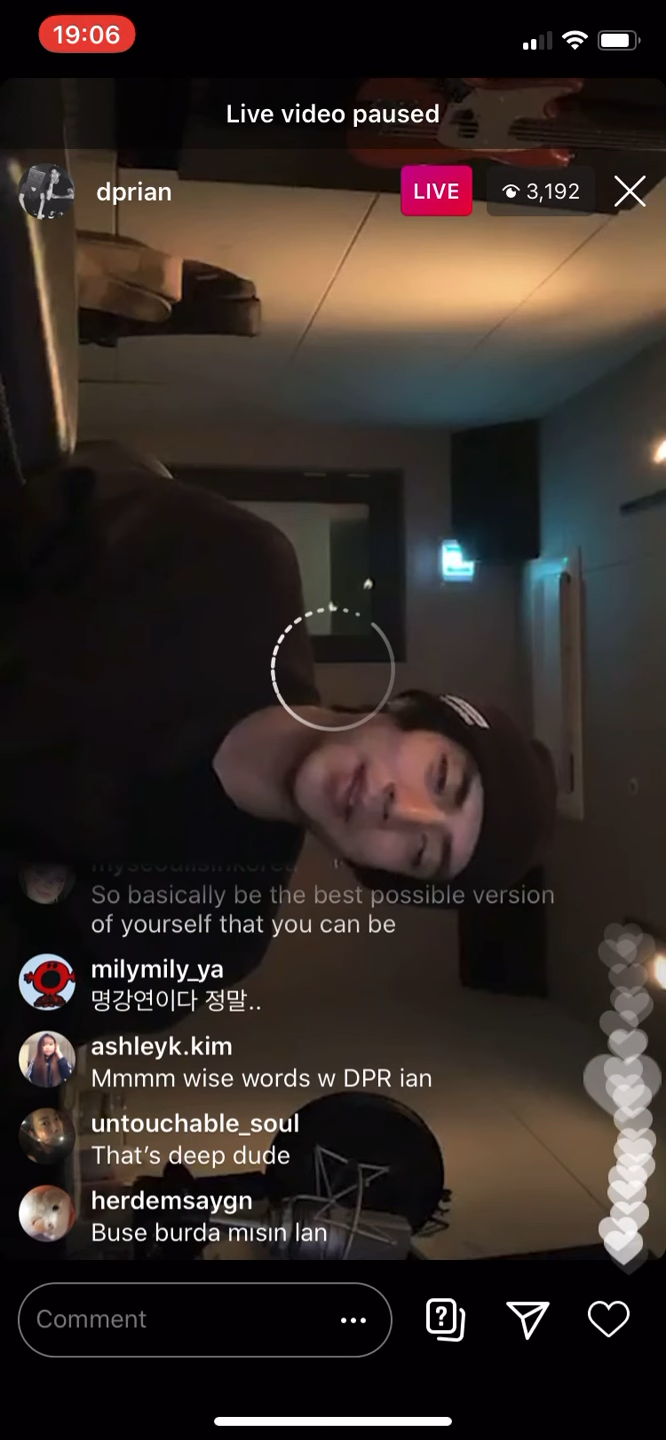 19:06
Live video paused
dprian
LIVE
3,192
myseoulisinkorea
So basically be the best possible version
of yourself that you can be
milymily_ya
명강연이다 정말..
ashleyk.kim
Mmmm wise words w DPR ian
untouchable_soul
That's deep dude
herdemsaygn
Buse burda mısın lan
Comment